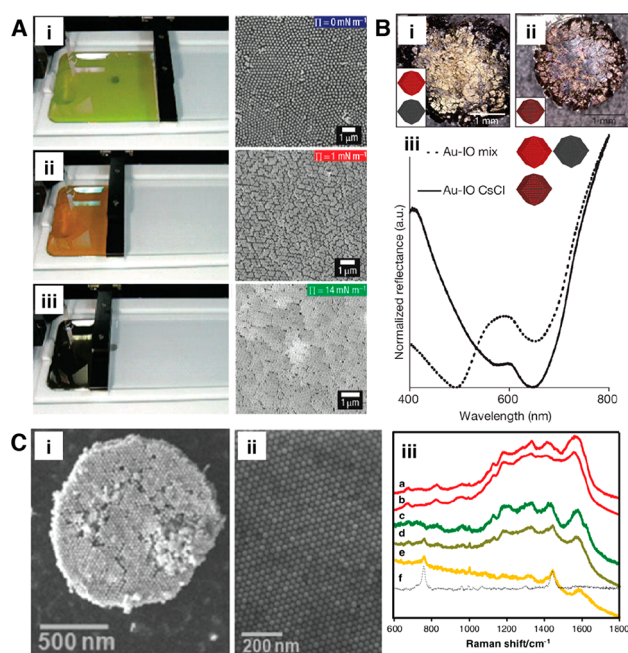 A
i
∏ = 0 mN m⁻¹
1 µm
ii
∏ = 1 mN m⁻¹
1 µm
iii
∏ = 14 mN m⁻¹
1 µm
B
i
1 mm
ii
1 mm
iii
Au-IO mix
Au-IO CsCl
Normalized reflectance (a.u.)
400
600
800
Wavelength (nm)
C
i
500 nm
ii
200 nm
iii
a
b
c
d
e
f
600 800 1000 1200 1400 1600 1800
Raman shift/cm⁻¹